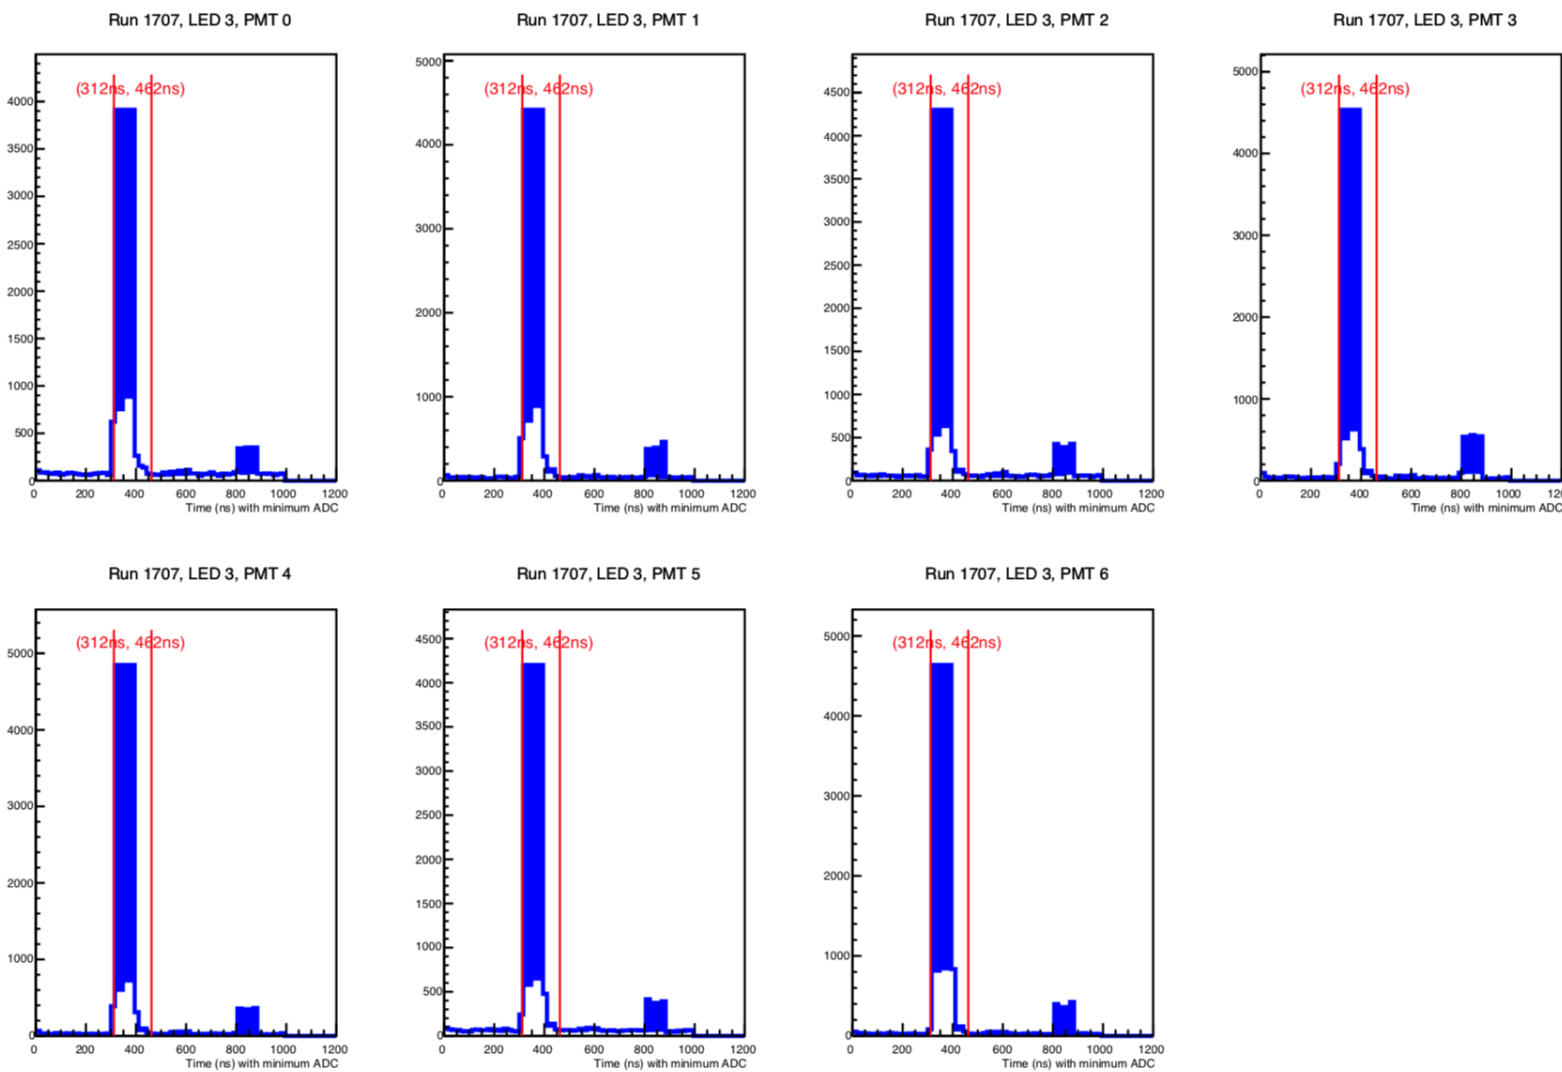 Run 1707, LED 3, PMT 0
(312ns, 462ns)
4000
3500
3000
2500
2000
1500
1000
500
0
0 200 400 600 800 1000 1200
Time (ns) with minimum ADC
Run 1707, LED 3, PMT 1
(312ns, 462ns)
5000
4000
3000
2000
1000
0
0 200 400 600 800 1000 1200
Time (ns) with minimum ADC
Run 1707, LED 3, PMT 2
(312ns, 462ns)
4500
4000
3500
3000
2500
2000
1500
1000
500
0
0 200 400 600 800 1000 1200
Time (ns) with minimum ADC
Run 1707, LED 3, PMT 3
(312ns, 462ns)
5000
4000
3000
2000
1000
0
0 200 400 600 800 1000 120
Time (ns) with minimum ADC
Run 1707, LED 3, PMT 4
(312ns, 462ns)
5000
4000
3000
2000
1000
0
0 200 400 600 800 1000 1200
Time (ns) with minimum ADC
Run 1707, LED 3, PMT 5
(312ns, 462ns)
4500
4000
3500
3000
2500
2000
1500
1000
500
0
0 200 400 600 800 1000 1200
Time (ns) with minimum ADC
Run 1707, LED 3, PMT 6
(312ns, 462ns)
5000
4000
3000
2000
1000
0
0 200 400 600 800 1000 1200
Time (ns) with minimum ADC